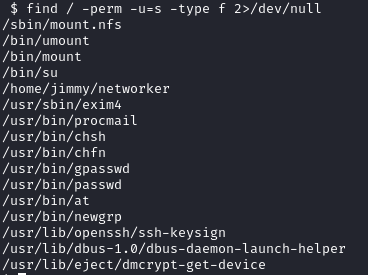 $ find / -perm -u=s -type f 2>/dev/null
/sbin/mount.nfs
/bin/umount
/bin/mount
/bin/su
/home/jimmy/networker
/usr/sbin/exim4
/usr/bin/procmail
/usr/bin/chsh
/usr/bin/chfn
/usr/bin/gpasswd
/usr/bin/passwd
/usr/bin/at
/usr/bin/newgrp
/usr/lib/openssh/ssh-keysign
/usr/lib/dbus-1.0/dbus-daemon-launch-helper
/usr/lib/eject/dmcrypt-get-device